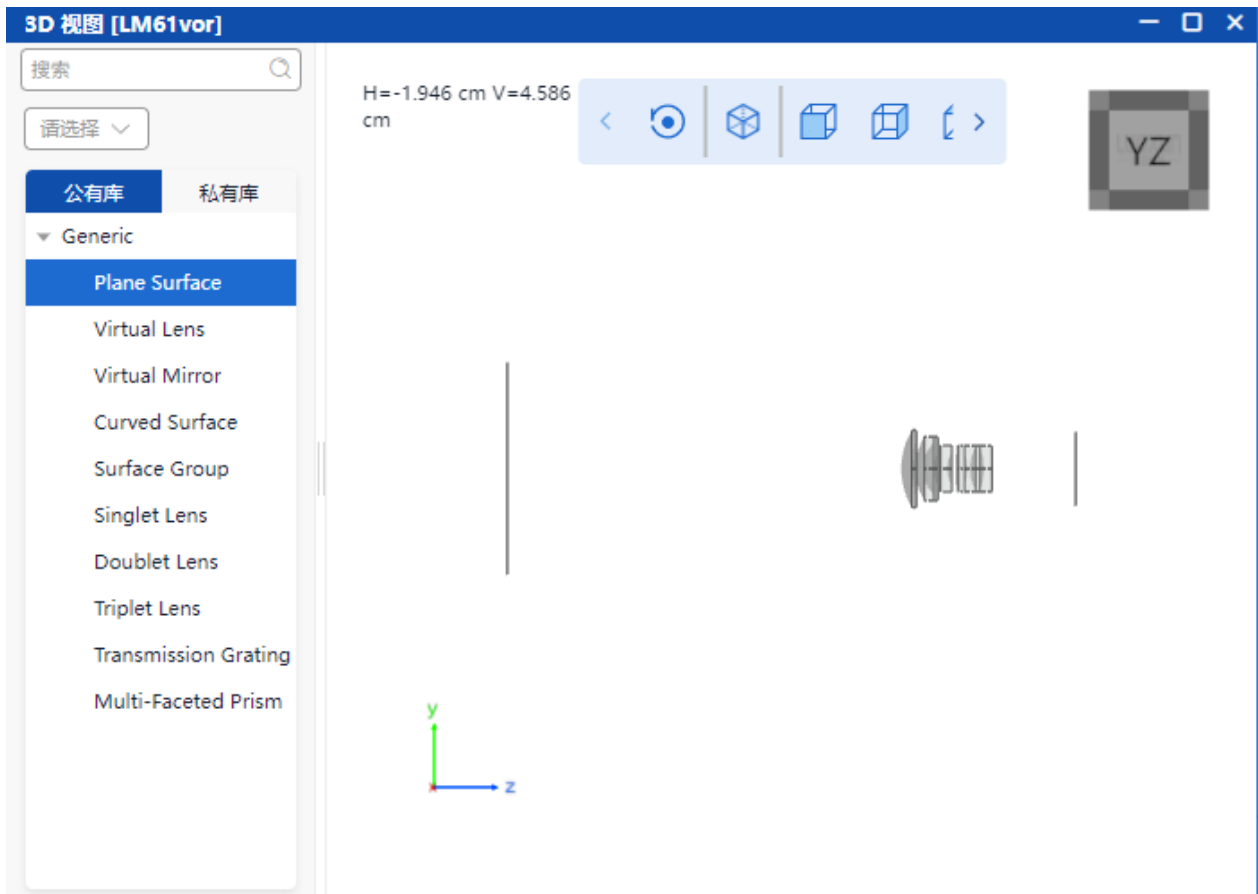 3D 视图 [LM61vor]
搜索
请选择
公有库 私有库
Generic
Plane Surface
Virtual Lens
Virtual Mirror
Curved Surface
Surface Group
Singlet Lens
Doublet Lens
Triplet Lens
Transmission Grating
Multi-Faceted Prism
H=-1.946 cm V=4.586
cm
YZ
y
z